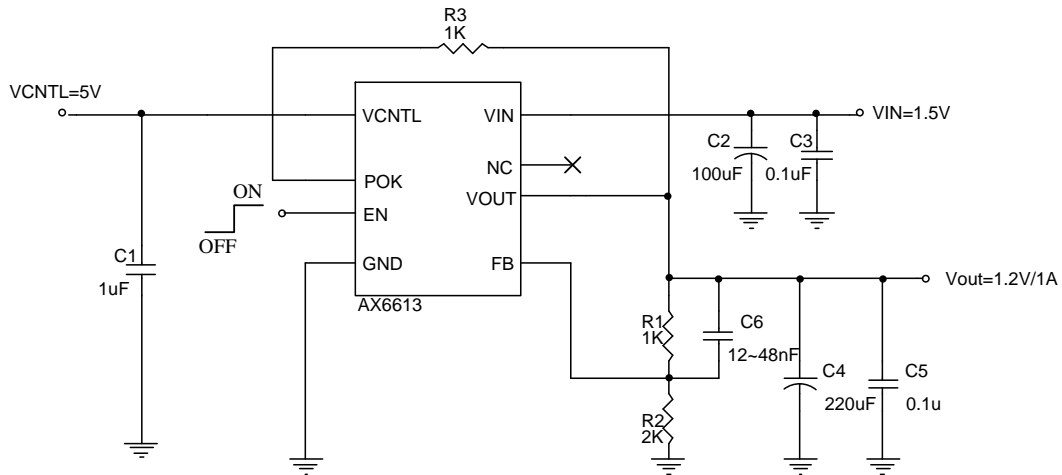 R3
1K
VCNTL=5V
VCNTL
VIN
VIN=1.5V
C2
C3
100uF
0.1uF
NC
POK
ON
VOUT
EN
OFF
C1
1uF
GND
FB
Vout=1.2V/1A
AX6613
R1
1K
C6
12~48nF
C4
C5
220uF
0.1u
R2
2K